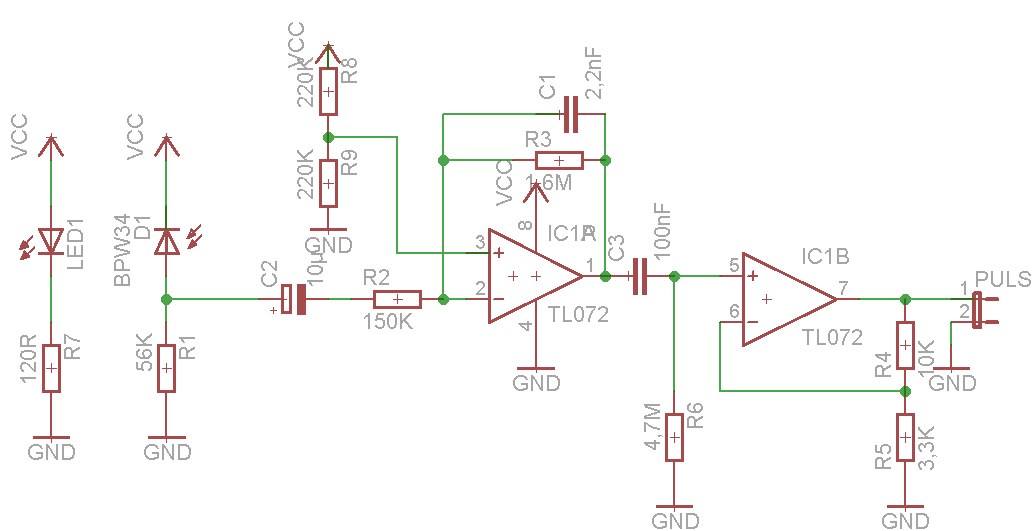 VCC
LED1
120R
R7
GND
VCC
BPW34
D1
56K
R1
GND
VCC
220K
R8
220K
R9
GND
C2
10µ
+
R2
150K
C1
2,2nF
R3
1,6M
VCC
8
3
2
1
4
IC1A
TL072
GND
C3
100nF
4,7M
R6
GND
5
6
7
IC1B
TL072
R4
10K
R5
3,3K
GND
PULS
1
2
GND